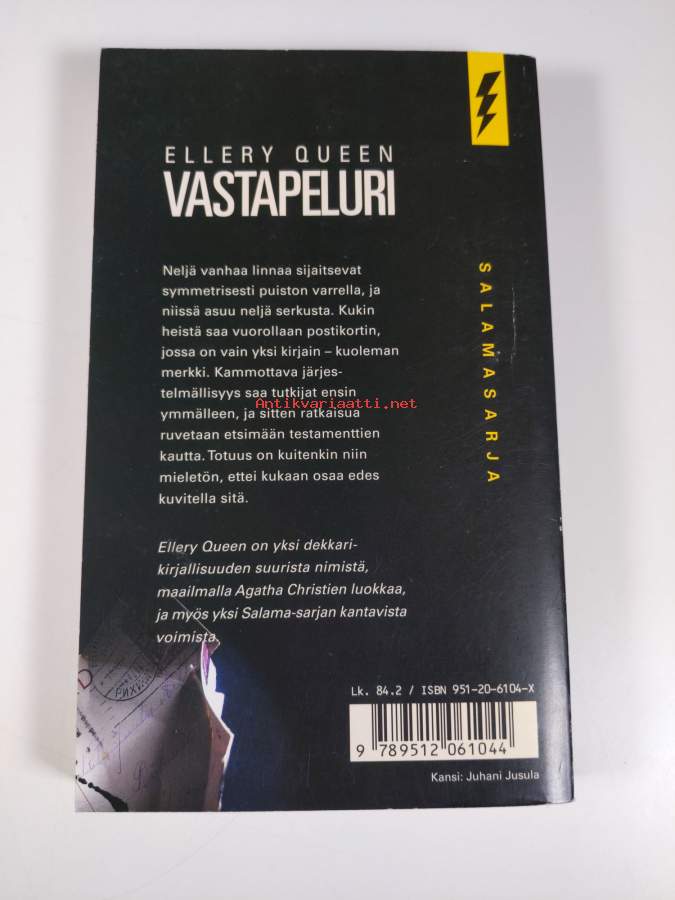 ELLERY QUEEN
VASTAPELURI
Neljä vanhaa linnaa sijaitsevat
symmetrisesti puiston varrella, ja
niissä asuu neljä serkusta. Kukin
heistä saa vuorollaan postikortin,
jossa on vain yksi kirjain – kuoleman
merkki. Kammottava järjes-
telmällisyys saa tutkijat ensin
Antikvariaatti.net
ymmälleen, ja sitten ratkaisua
ruvetaan etsimään testamenttien
kautta. Totuus on kuitenkin niin
mieletön, ettei kukaan osaa edes
kuvitella sitä.
Ellery Queen on yksi dekkari-
kirjallisuuden suurista nimistä,
maailmalla Agatha Christien luokkaa,
ja myös yksi Salama-sarjan kantavista
voimista.
SALAMASARJA
Lk. 84.2 / ISBN 951-20-6104-X
9 789512 061044
Kansi: Juhani Jusula